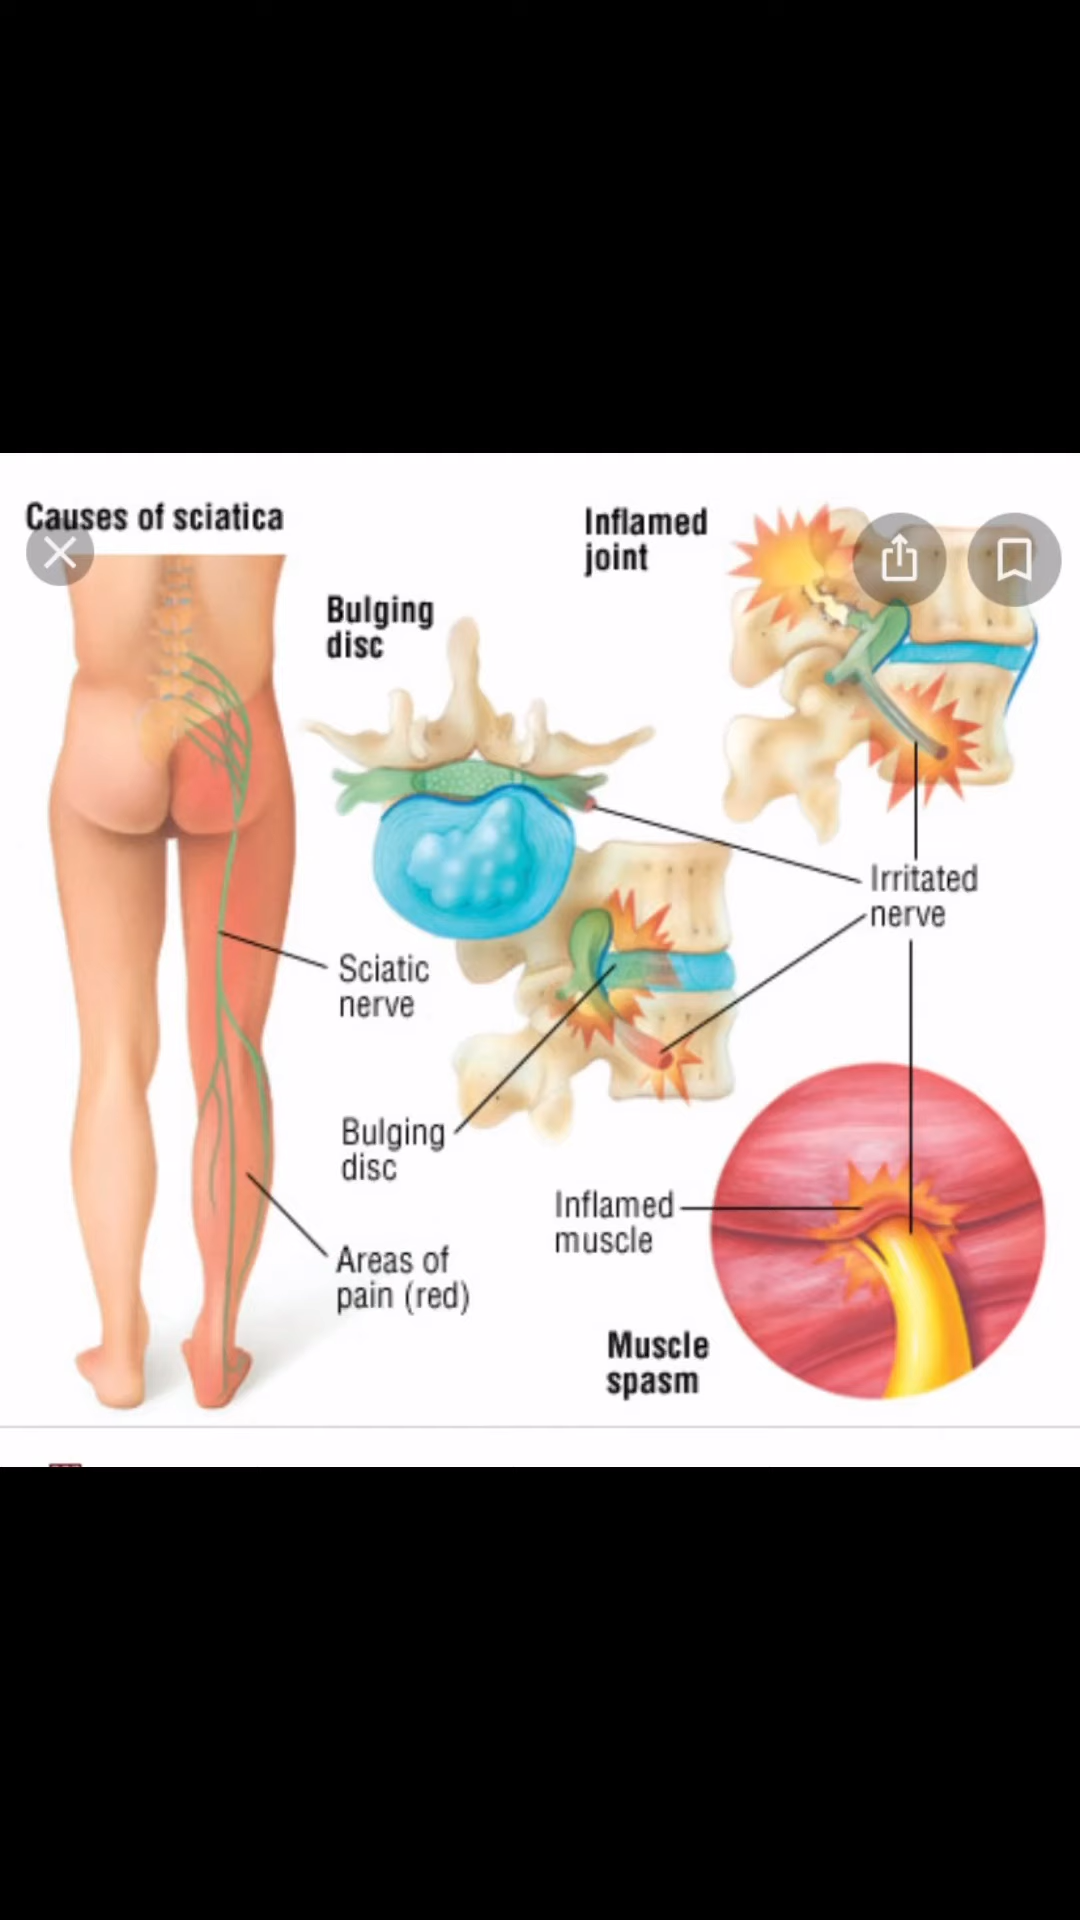 Causes of sciatica
Inflamed
joint
Bulging
disc
Irritated
nerve
Sciatic
nerve
Bulging
disc
Inflamed
muscle
Areas of
pain (red)
Muscle
spasm